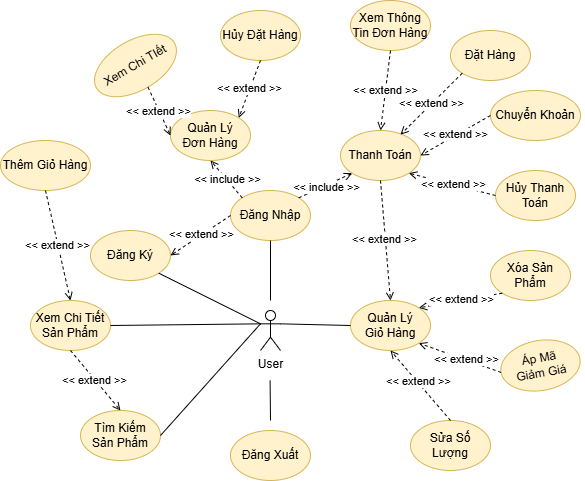 Xem Thông
Tin Đơn Hàng
Hủy Đặt Hàng
Xem Chi Tiết
Đặt Hàng
<< extend >>
<< extend >>
<< extend >>
<< extend >>
Chuyển Khoản
<< extend >>
Quản Lý
Đơn Hàng
Thanh Toán
Thêm Giỏ Hàng
<< include >>
<< include >>
<< extend >>
Hủy Thanh
Toán
Đăng Nhập
<< extend >>
<< extend >>
<< extend >>
Đăng Ký
Xóa Sản
Phẩm
<< extend >>
Xem Chi Tiết
Sản Phẩm
Quản Lý
Giỏ Hàng
User
<< extend >>
Áp Mã
Giảm Giá
<< extend >>
<< extend >>
Tìm Kiếm
Sản Phẩm
Đăng Xuất
Sửa Số
Lượng